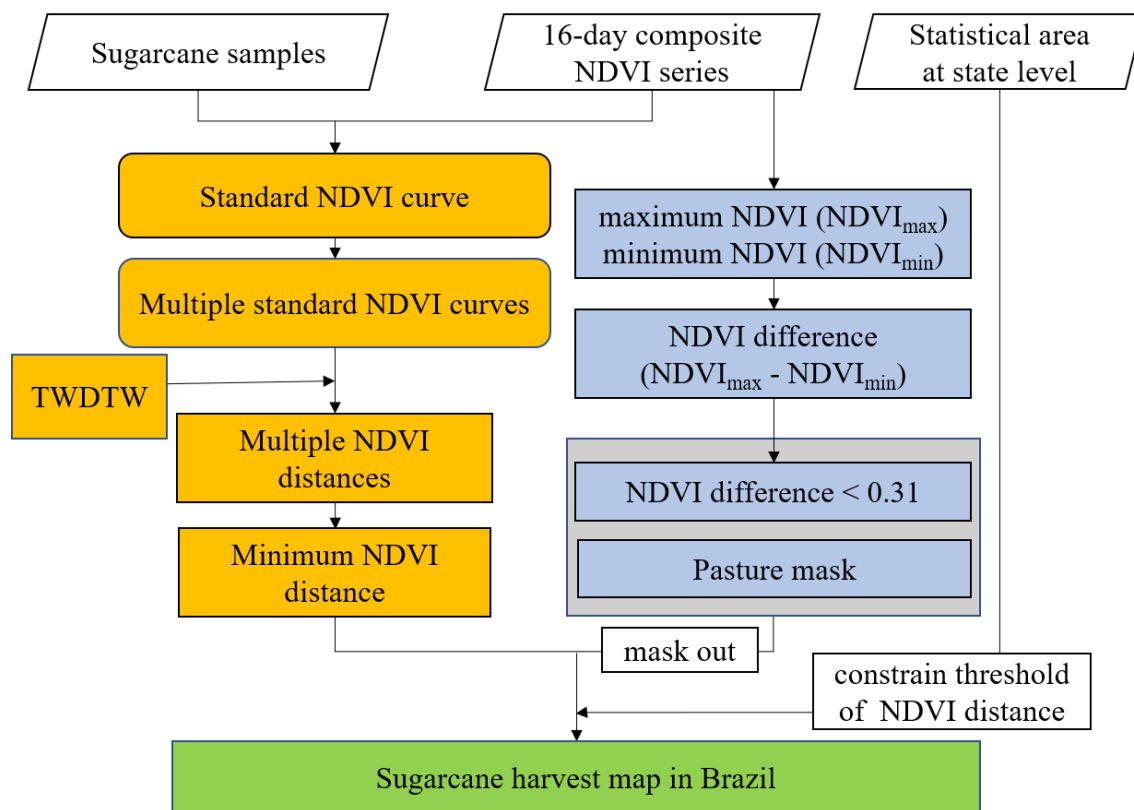 Sugarcane samples
16-day composite
NDVI series
Statistical area
at state level
Standard NDVI curve
maximum NDVI (NDVImax)
minimum NDVI (NDVImin)
Multiple standard NDVI curves
NDVI difference
(NDVImax - NDVImin)
TWDTW
Multiple NDVI
distances
NDVI difference < 0.31
Minimum NDVI
distance
Pasture mask
mask out
constrain threshold
of NDVI distance
Sugarcane harvest map in Brazil